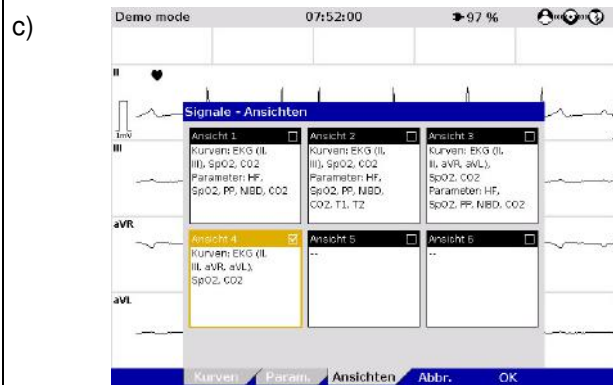 c)
Demo mode 07:52:00 97 %
II
1mV
III
aVR
aVL
Signale - Ansichten
Ansicht 1
Kurven: EKG (II,
III), SpO2, CO2
Parameter: HF,
SpO2, PP, NIBD, CO2
Ansicht 2
Kurven: EKG (II,
III), SpO2, CO2
Parameter: HF,
SpO2, PP, NIBD,
CO2, T1, T2
Ansicht 3
Kurven: EKG (II,
III, aVR, aVL),
SpO2, CO2
Parameter: HF,
SpO2, PP, NIBD, CO2
Ansicht 4
Kurven: EKG (II,
III, aVR, aVL),
SpO2, CO2
Ansicht 5
--
Ansicht 6
--
Kurven Param. Ansichten Abbr. OK